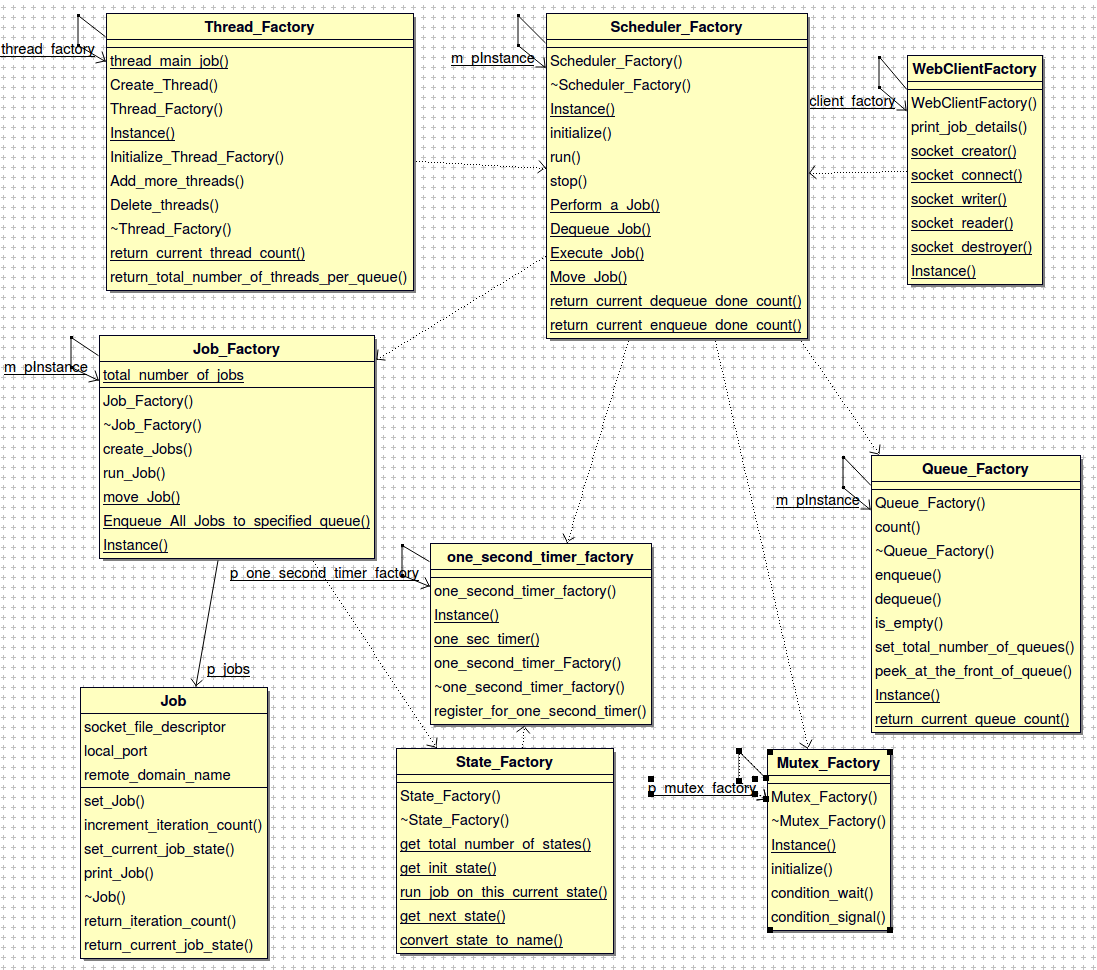 Thread_Factory
thread_factory
thread_main_job()
Create_Thread()
Thread_Factory()
Instance()
Initialize_Thread_Factory()
Add_more_threads()
Delete_threads()
~Thread_Factory()
return_current_thread_count()
return_total_number_of_threads_per_queue()
Scheduler_Factory
m_pInstance
Scheduler_Factory()
~Scheduler_Factory()
Instance()
initialize()
run()
stop()
Perform_a_Job()
Dequeue_Job()
Execute_Job()
Move_Job()
return_current_dequeue_done_count()
return_current_enqueue_done_count()
WebClientFactory
client_factory
WebClientFactory()
print_job_details()
socket_creator()
socket_connect()
socket_writer()
socket_reader()
socket_destroyer()
Instance()
Job_Factory
m_pInstance
total_number_of_jobs
Job_Factory()
~Job_Factory()
create_Jobs()
run_Job()
move_Job()
Enqueue_All_Jobs_to_specified_queue()
Instance()
Queue_Factory
m_pInstance
Queue_Factory()
count()
~Queue_Factory()
enqueue()
dequeue()
is_empty()
set_total_number_of_queues()
peek_at_the_front_of_queue()
Instance()
return_current_queue_count()
one_second_timer_factory
p_one_second_timer_factory
one_second_timer_factory()
Instance()
one_sec_timer()
one_second_timer_Factory()
~one_second_timer_factory()
register_for_one_second_timer()
p_jobs
Job
socket_file_descriptor
local_port
remote_domain_name
set_Job()
increment_iteration_count()
set_current_job_state()
print_Job()
~Job()
return_iteration_count()
return_current_job_state()
State_Factory
State_Factory()
~State_Factory()
get_total_number_of_states()
get_init_state()
run_job_on_this_current_state()
get_next_state()
convert_state_to_name()
Mutex_Factory
p_mutex_factory
Mutex_Factory()
~Mutex_Factory()
Instance()
initialize()
condition_wait()
condition_signal()